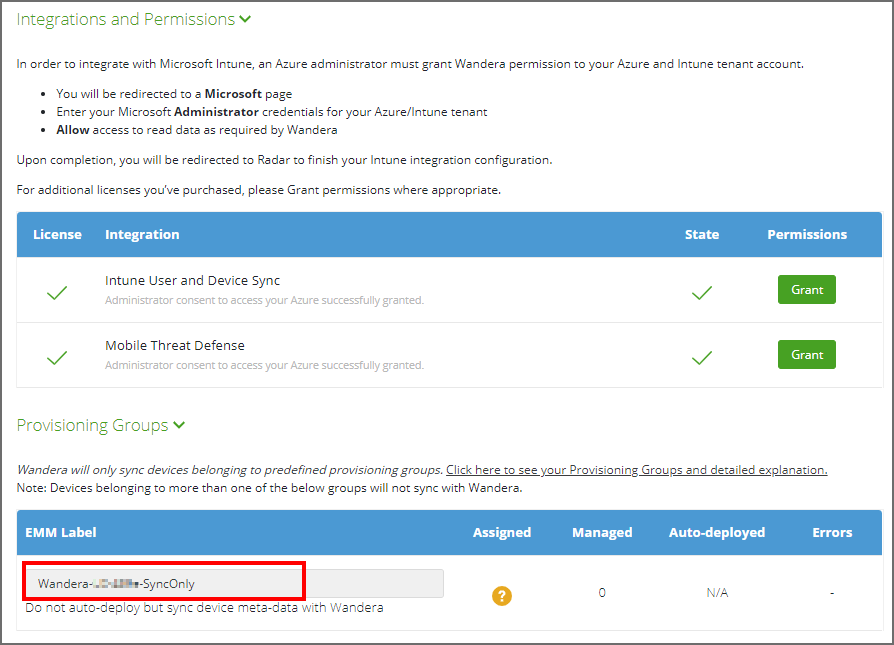 Integrations and Permissions
In order to integrate with Microsoft Intune, an Azure administrator must grant Wandera permission to your Azure and Intune tenant account.
You will be redirected to a Microsoft page
Enter your Microsoft Administrator credentials for your Azure/Intune tenant
Allow access to read data as required by Wandera
Upon completion, you will be redirected to Radar to finish your Intune integration configuration.
For additional licenses you've purchased, please Grant permissions where appropriate.
License Integration State Permissions
Intune User and Device Sync
Administrator consent to access your Azure successfully granted.
Grant
Mobile Threat Defense
Administrator consent to access your Azure successfully granted.
Grant
Provisioning Groups
Wandera will only sync devices belonging to predefined provisioning groups. Click here to see your Provisioning Groups and detailed explanation.
Note: Devices belonging to more than one of the below groups will not sync with Wandera.
EMM Label Assigned Managed Auto-deployed Errors
Wandera- -SyncOnly
? 0 N/A -
Do not auto-deploy but sync device meta-data with Wandera